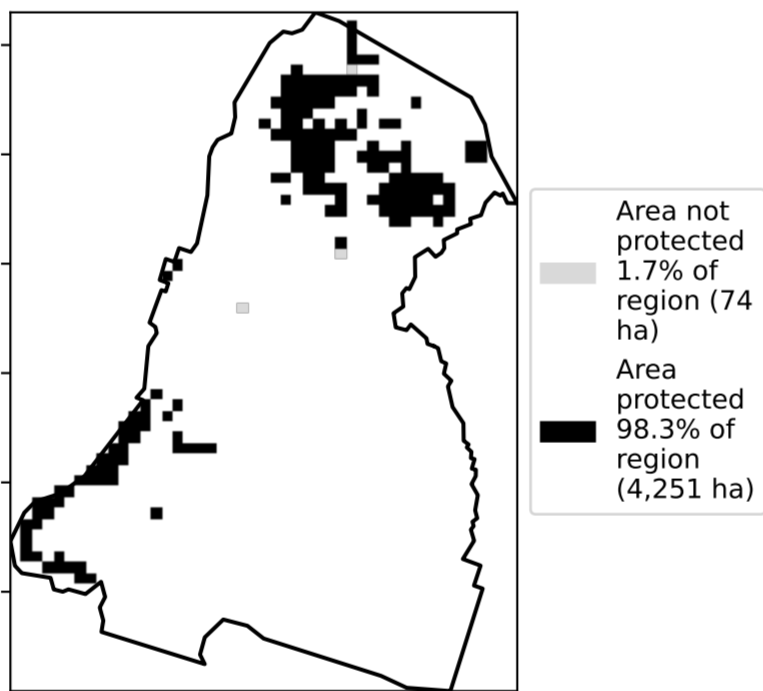 Area not
protected
1.7% of
region (74
ha)
Area
protected
98.3% of
region
(4,251 ha)